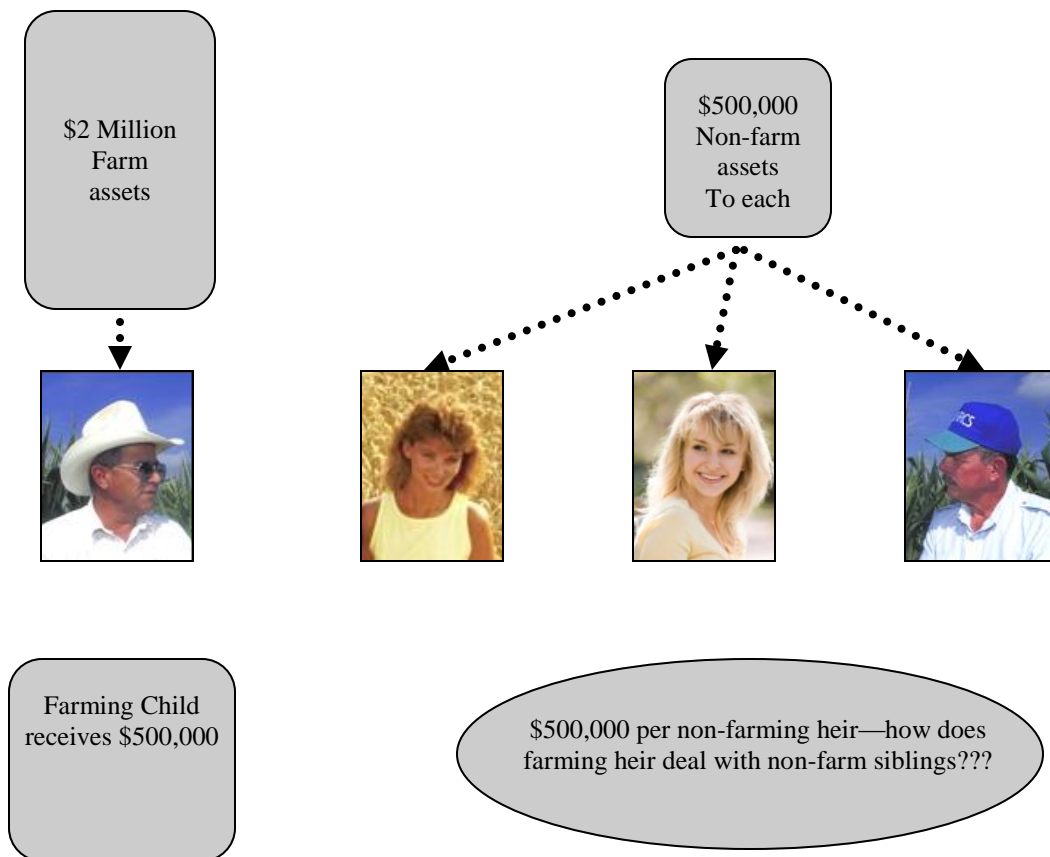 $2 Million
Farm
assets
$500,000
Non-farm
assets
To each
Farming Child
receives $500,000
$500,000 per non-farming heir—how does
farming heir deal with non-farm siblings???